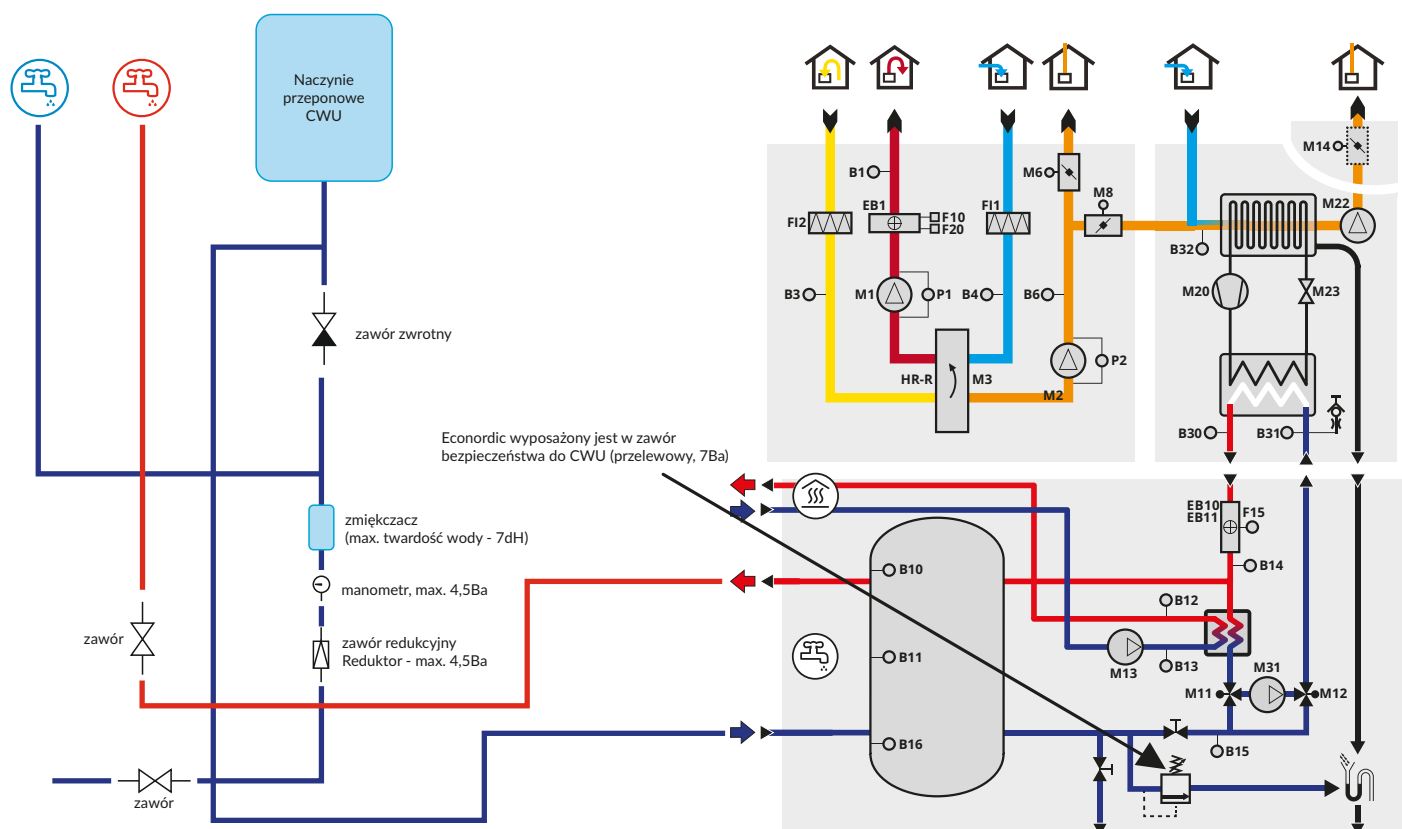 Naczynie
przeponowe
CWU
zawór zwrotny
zmiękczacz
(max. twardość wody - 7dH)
manometr, max. 4,5Ba
zawór redukcyjny
Reduktor - max. 4,5Ba
zawór
zawór
Econordic wyposażony jest w zawór
bezpieczeństwa do CWU (przelewowy, 7Ba)
B1
M6
M8
EB1
F10
F20
FI2
FI1
B3
M1
P1
B4
B6
HR-R
M3
M2
P2
M14
M22
B32
M20
M23
B30
B31
EB10
EB11
F15
B14
B10
B12
B11
M13
B13
M11
M31
M12
B16
B15